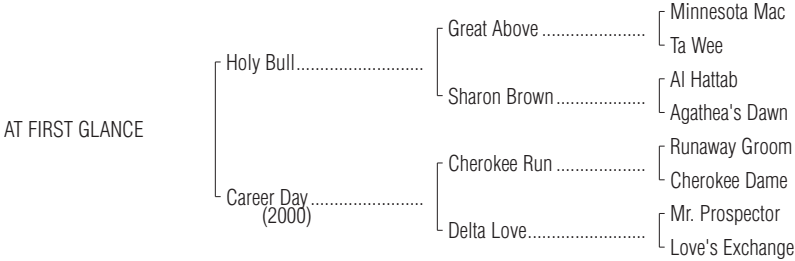 Minnesota Mac
Great Above ......................
Ta Wee
Holy Bull...........................
Al Hattab
Sharon Brown ...................
Agathea's Dawn
AT FIRST GLANCE
Runaway Groom
Cherokee Run ...................
Cherokee Dame
Career Day ........................
(2000)
Mr. Prospector
Delta Love.........................
Love's Exchange